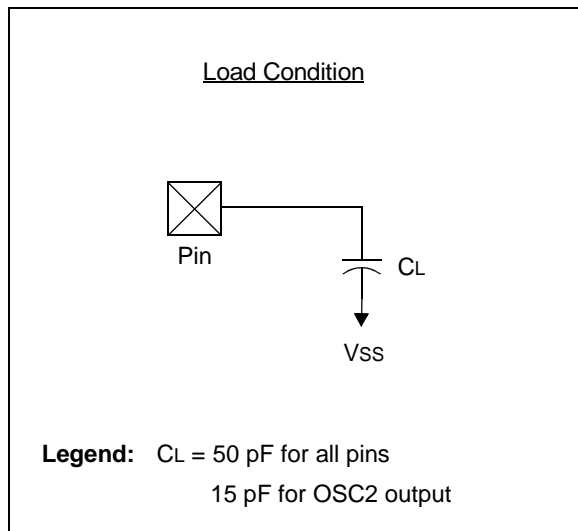 Load Condition
Pin
CL
VSS
Legend: CL = 50 pF for all pins
15 pF for OSC2 output